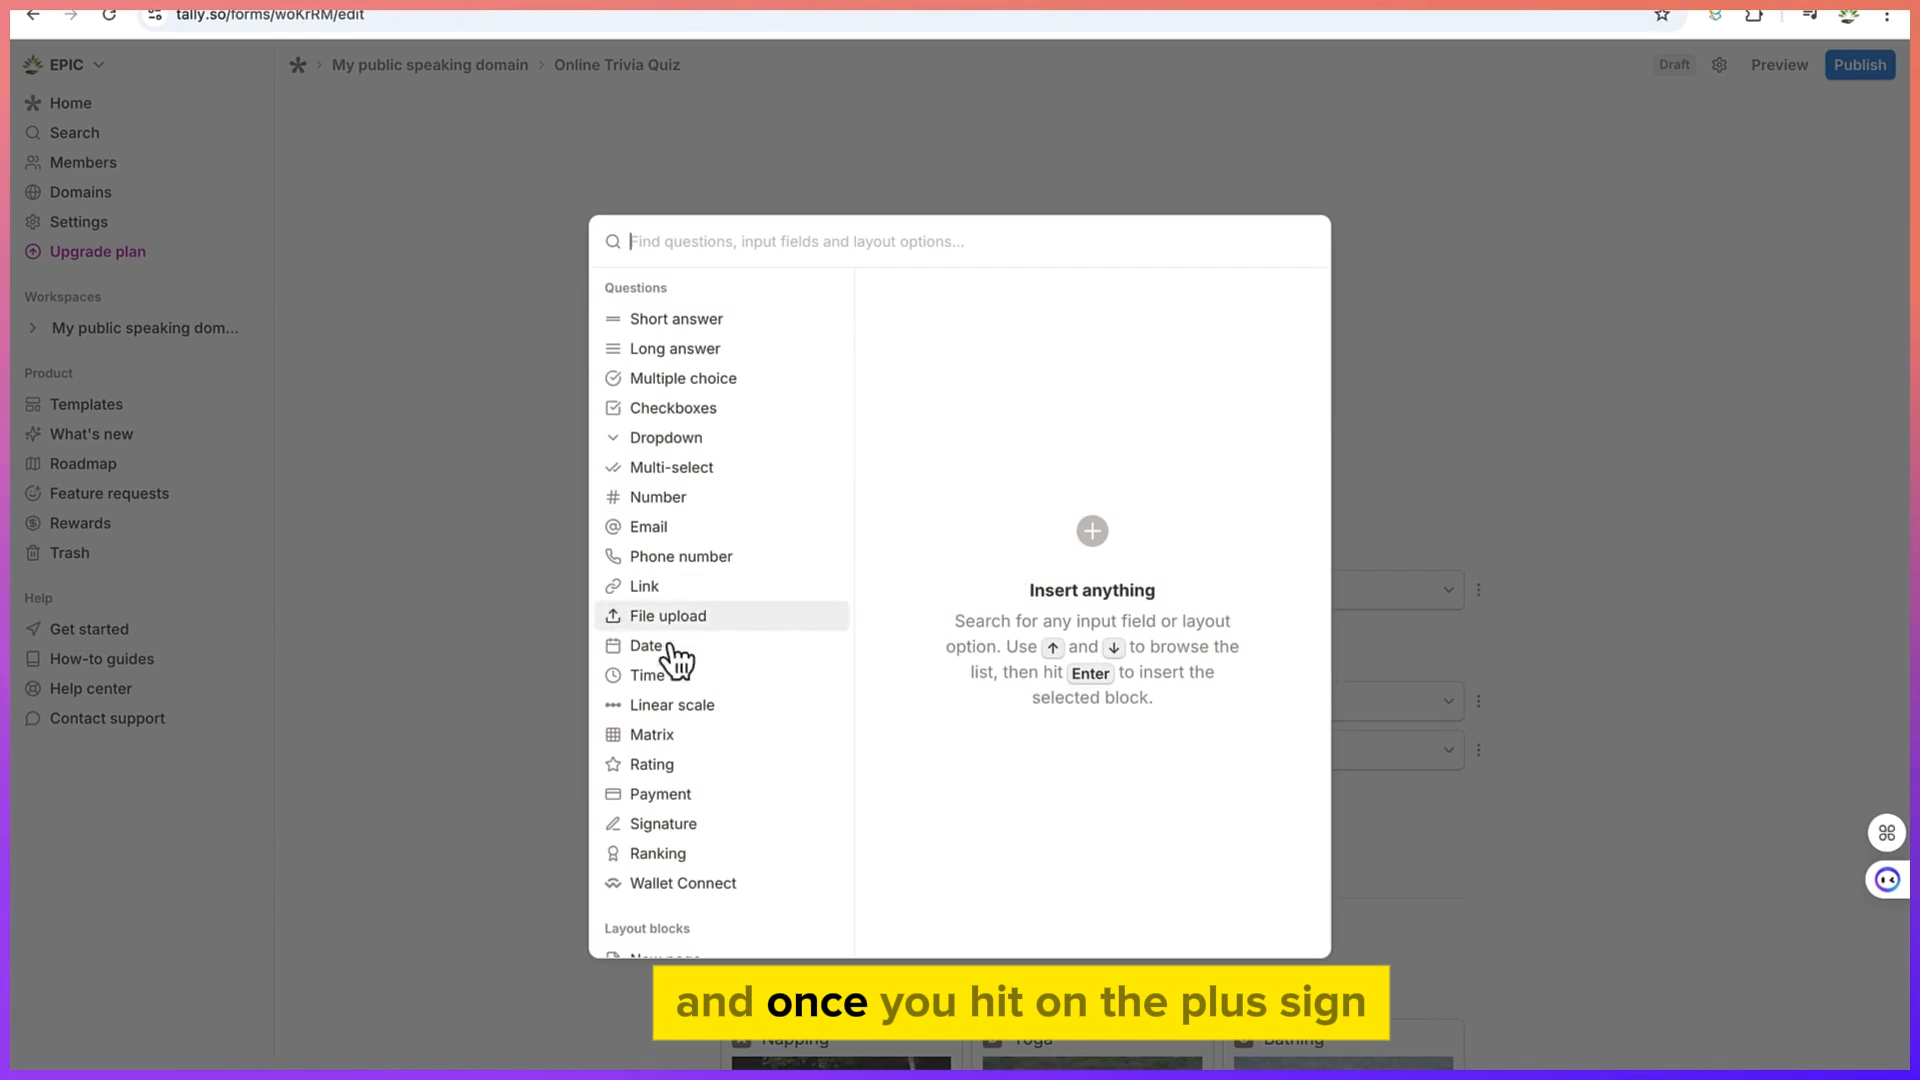 tally.so/forms/woKrRM/edit
EPIC
My public speaking domain > Online Trivia Quiz
Draft
Preview
Publish
Home
Search
Members
Domains
Settings
Upgrade plan
Workspaces
My public speaking dom...
Product
Templates
What's new
Roadmap
Feature requests
Rewards
Trash
Help
Get started
How-to guides
Help center
Contact support
Find questions, input fields and layout options...
Questions
Short answer
Long answer
Multiple choice
Checkboxes
Dropdown
Multi-select
Number
Email
Phone number
Link
File upload
Date
Time
Linear scale
Matrix
Rating
Payment
Signature
Ranking
Wallet Connect
Layout blocks
New page
Insert anything
Search for any input field or layout
option. Use ↑ and ↓ to browse the
list, then hit Enter to insert the
selected block.
and once you hit on the plus sign
Napping
Yoga
Bathing